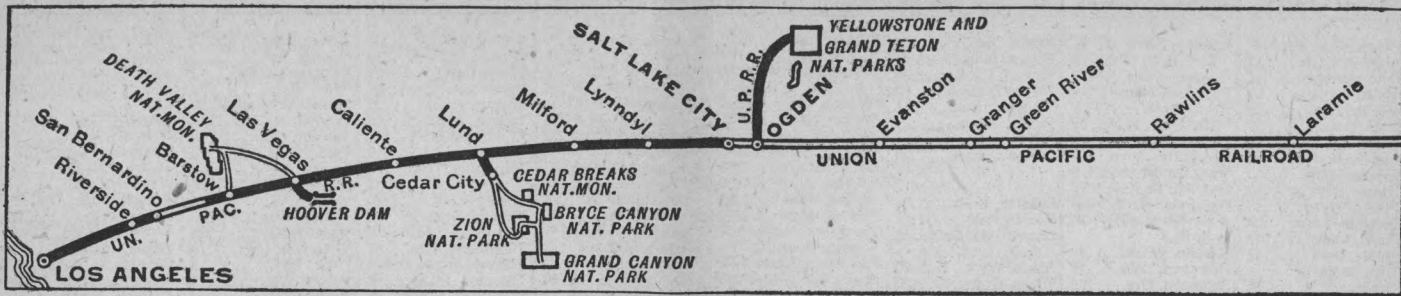 YELLOWSTONE AND
GRAND TETON
NAT. PARKS
U.P.R.R.
SALT LAKE CITY
OGDEN
Evanston
Granger
Green River
Rawlins
Laramie
UNION
PACIFIC
RAILROAD
DEATH VALLEY
NAT.MON.
Las Vegas
Caliente
Lund
Milford
Lynndyl
San Bernardino
Riverside
Barstow
UN.
PAC.
R.R.
HOOVER DAM
Cedar City
CEDAR BREAKS
NAT.MON.
BRYCE CANYON
NAT. PARK
ZION
NAT. PARK
GRAND CANYON
NAT. PARK
LOS ANGELES